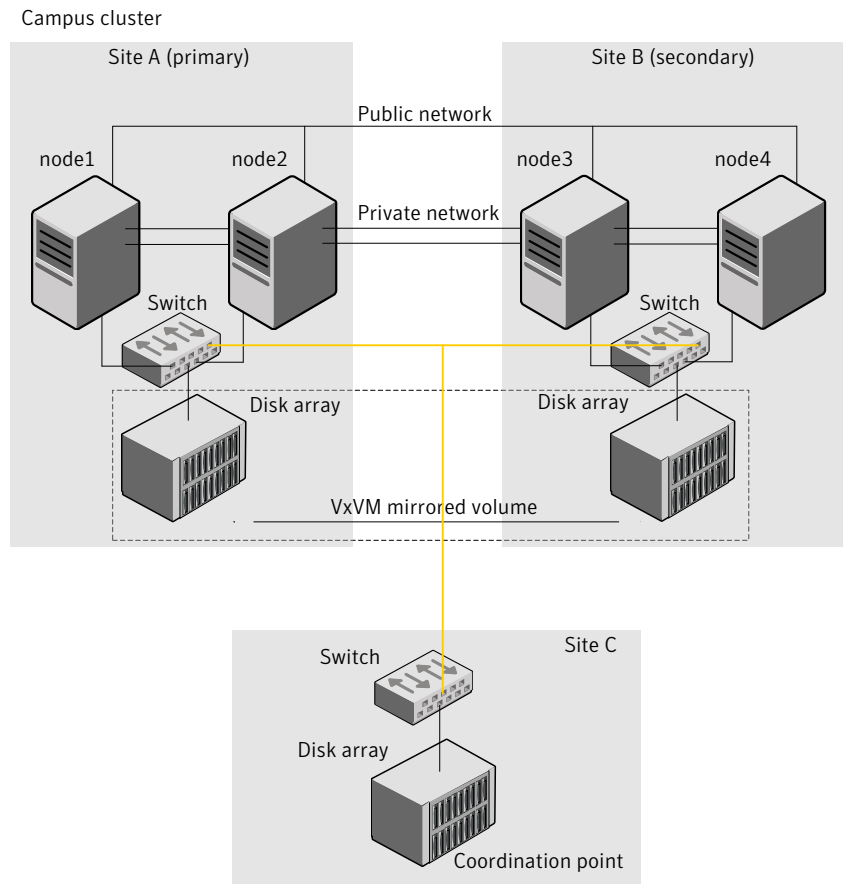 Campus cluster
Site A (primary)
Site B (secondary)
Public network
node1
node2
node3
node4
Private network
Switch
Switch
Disk array
Disk array
VxVM mirrored volume
Site C
Switch
Disk array
Coordination point